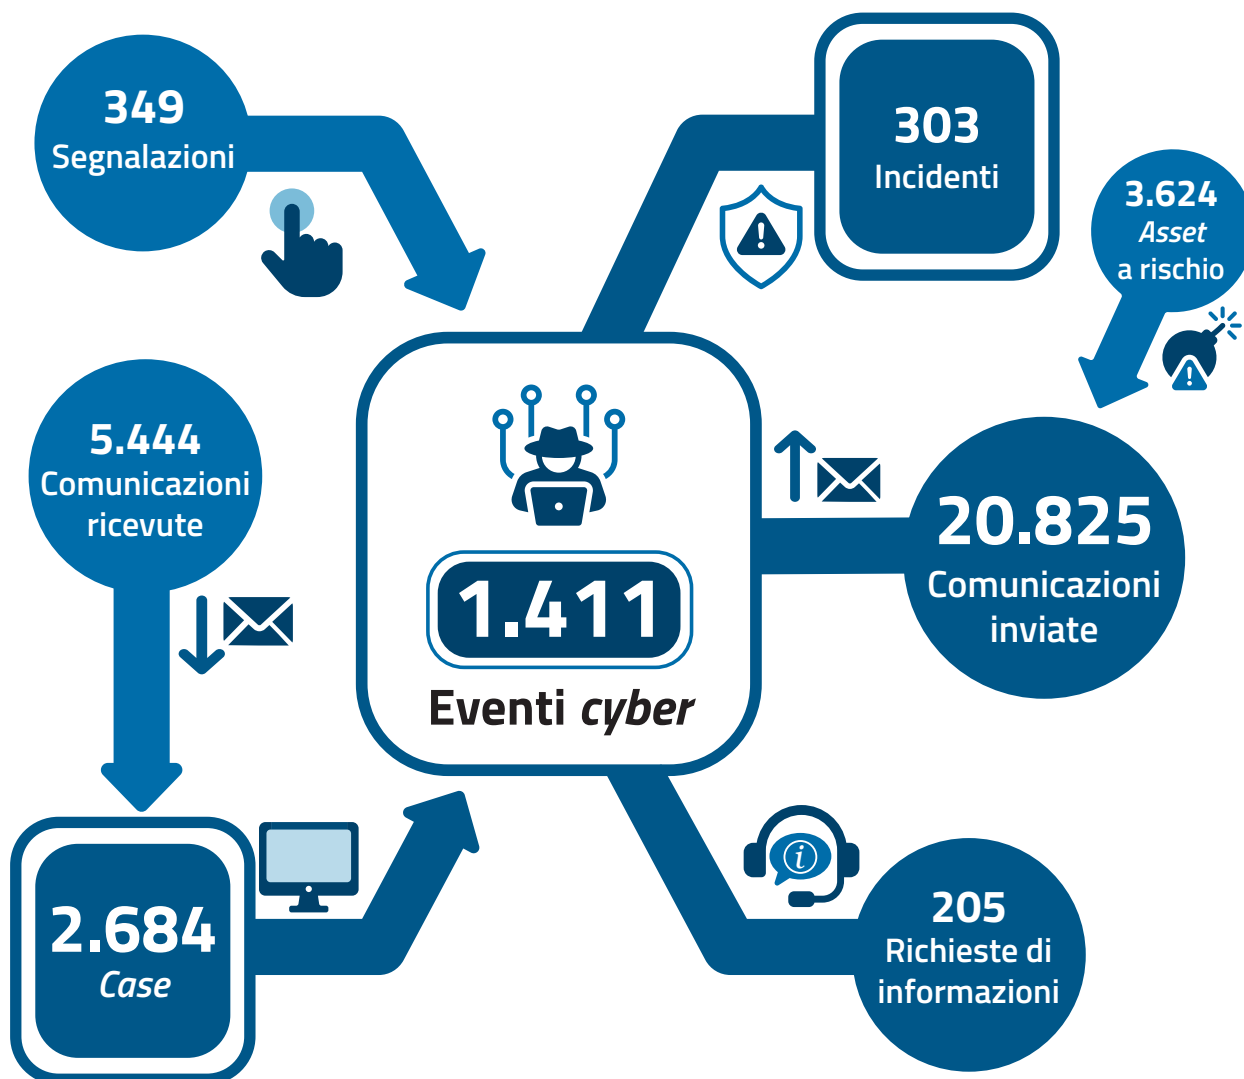 349
Segnalazioni
303
Incidenti
3.624
Asset
a rischio
5.444
Comunicazioni
ricevute
1.411
Eventi cyber
20.825
Comunicazioni
inviate
2.684
Case
i
205
Richieste di
informazioni